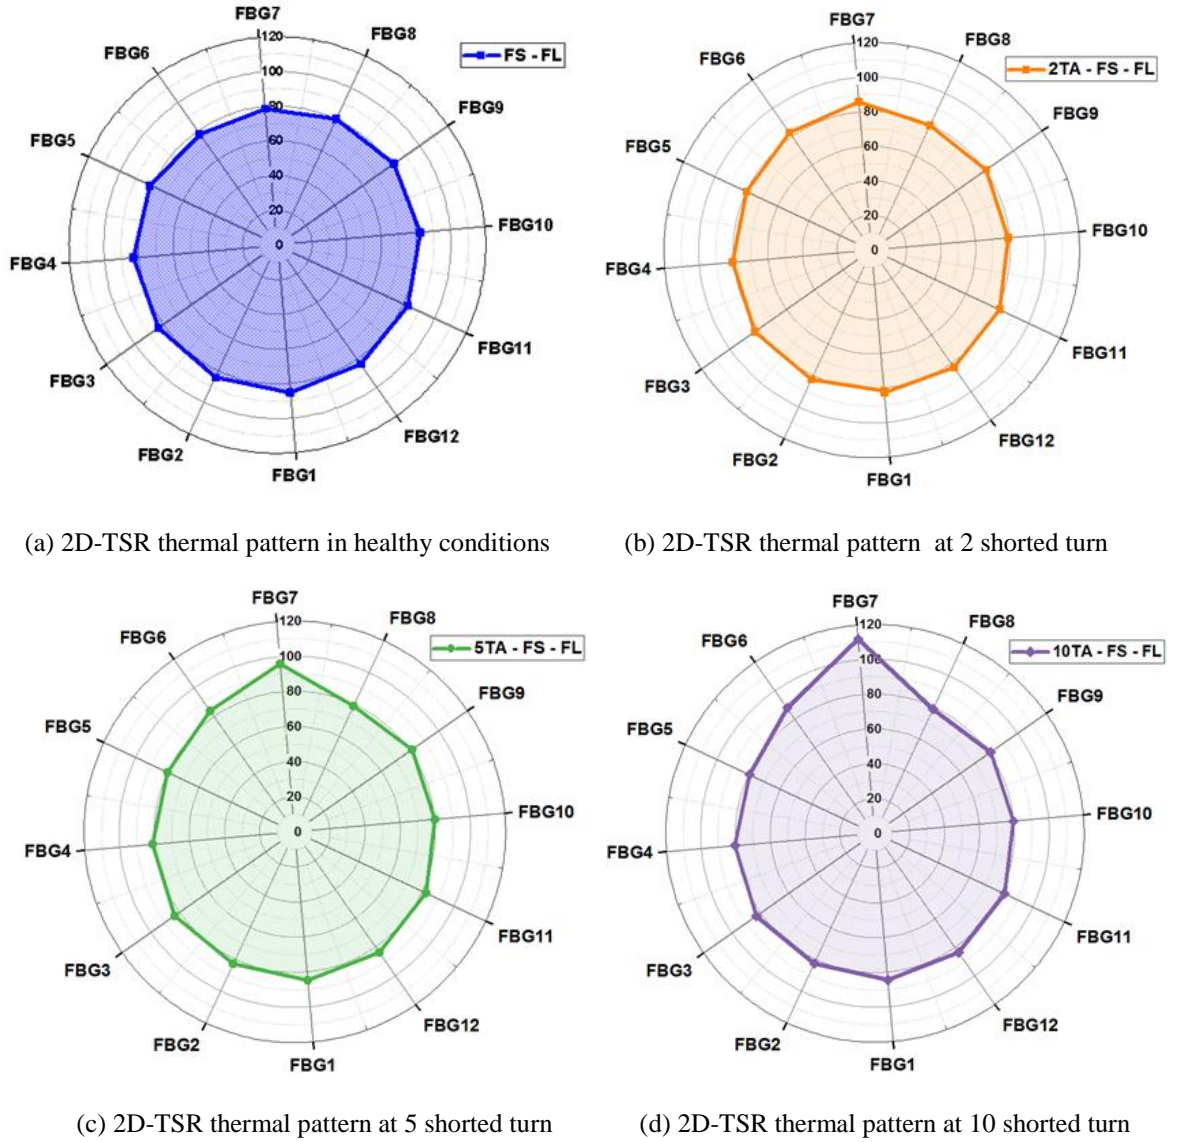 FBG7
120
FBG8
FBG6
FS - FL
100
FBG9
80
FBG5
60
40
FBG10
20
0
FBG4
FBG11
FBG3
FBG12
FBG2
FBG1
FBG7
120
FBG8
2TA - FS - FL
FBG6
100
FBG9
80
FBG5
60
40
FBG10
20
0
FBG4
FBG11
FBG3
FBG12
FBG2
FBG1
(a) 2D-TSR thermal pattern in healthy conditions
(b) 2D-TSR thermal pattern at 2 shorted turn
FBG7
120
FBG8
FBG6
5TA - FS - FL
100
FBG9
80
FBG5
60
40
FBG10
20
0
FBG4
FBG11
FBG3
FBG12
FBG2
FBG1
FBG7
120
FBG8
FBG6
10TA - FS - FL
100
FBG9
80
FBG5
60
40
FBG10
20
0
FBG4
FBG11
FBG3
FBG12
FBG2
FBG1
(c) 2D-TSR thermal pattern at 5 shorted turn
(d) 2D-TSR thermal pattern at 10 shorted turn